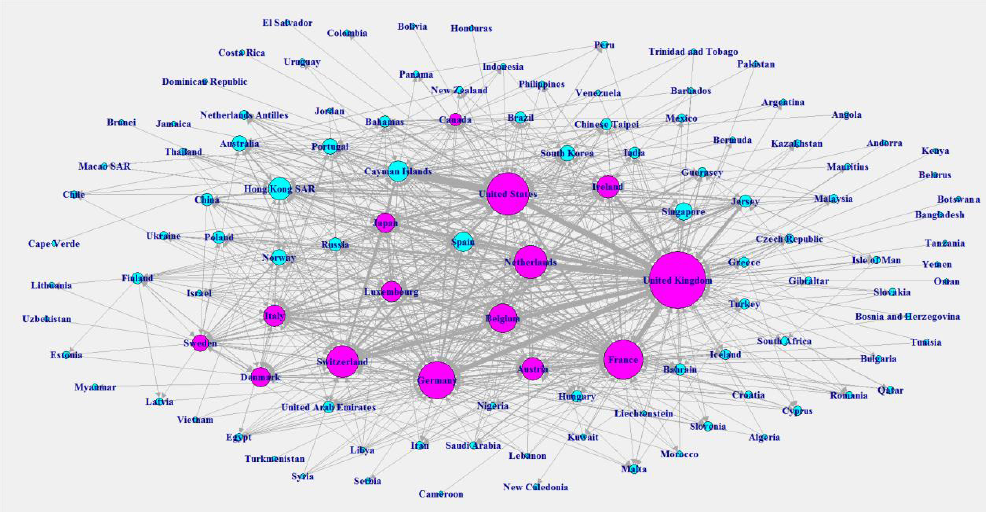 El Salvador
Colombia
Bolivia
Honduras
Costa Rica
Uruguay
Peru
Trinidad and Tobago
Panama
Indonesia
Pakistan
Dominican Republic
New Zealand
Philippines
Venezuela
Barbados
Argentina
Brunei
Jamaica
Netherlands Antilles
Jordan
Bahamas
Canada
Brazil
Chinese Taipei
Mexico
Angola
Thailand
Australia
Portugal
South Korea
India
Bermuda
Kazakhstan
Andorra
Kenya
Macao SAR
Cayman Islands
Guernsey
Mauritius
Belarus
Chile
China
Hong Kong SAR
United States
Ireland
Singapore
Jersey
Malaysia
Botswana
Bangladesh
Cape Verde
Ukraine
Poland
Japan
Russia
Spain
Czech Republic
Tanzania
Norway
Netherlands
Greece
Isle of Man
Yemen
Lithuania
Finland
Israel
Luxembourg
United Kingdom
Gibraltar
Slovakia
Oman
Uzbekistan
Italy
Belgium
Turkey
Bosnia and Herzegovina
Estonia
Sweden
Switzerland
France
Iceland
South Africa
Tunisia
Myanmar
Denmark
Germany
Austria
Bahrain
Bulgaria
Latvia
United Arab Emirates
Nigeria
Hungary
Liechtenstein
Croatia
Romania
Qatar
Vietnam
Cyprus
Egypt
Libya
Iran
Saudi Arabia
Kuwait
Slovenia
Algeria
Turkmenistan
Lebanon
Morocco
Syria
Serbia
Malta
Cameroon
New Caledonia